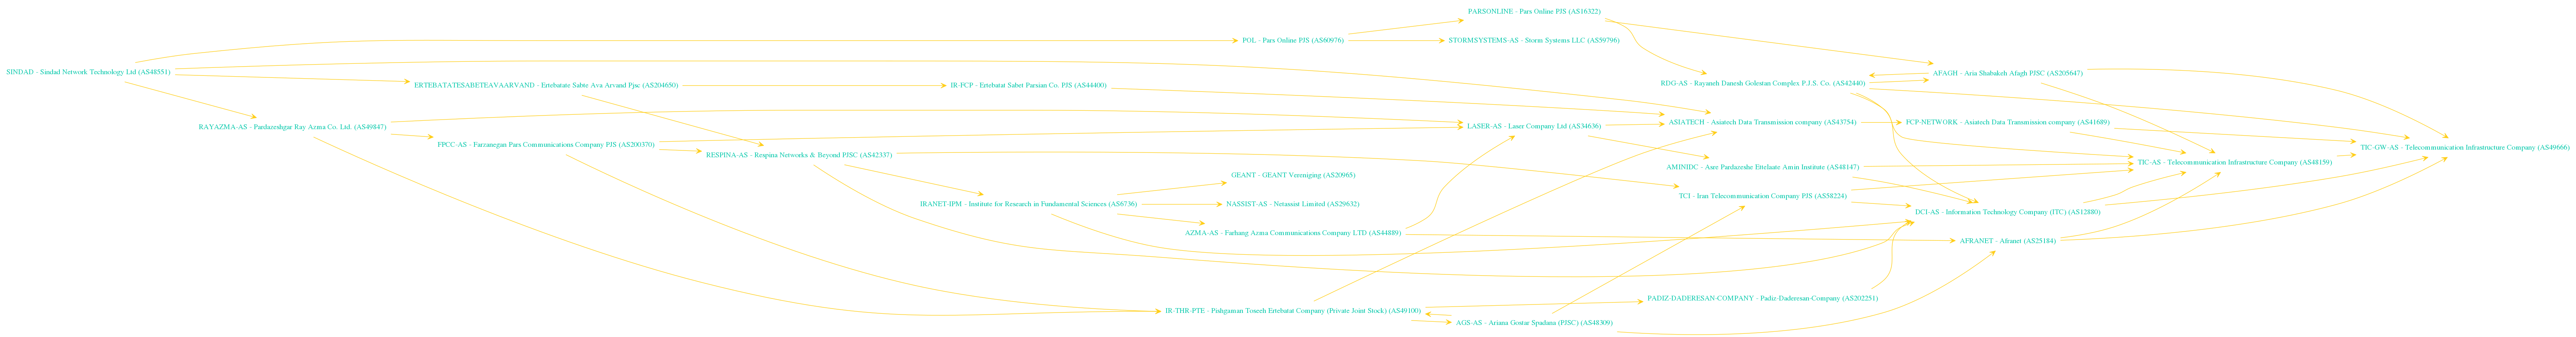 PARSONLINE - Pars Online PJS (AS16322)
POL - Pars Online PJS (AS60976)
STORMSYSTEMS-AS - Storm Systems LLC (AS59796)
SINDAD - Sindad Network Technology Ltd (AS48551)
AFAGH - Aria Shabakeh Afagh PJSC (AS205647)
RDG-AS - Rayaneh Danesh Golestan Complex P.J.S. Co. (AS42440)
ERTEBATATESABETEAVAARVAND - Ertebatate Sabte Ava Arvand Pjsc (AS204650)
IR-FCP - Ertebatat Sabet Parsian Co. PJS (AS44400)
RAYAZMA-AS - Pardazeshgar Ray Azma Co. Ltd. (AS49847)
LASER-AS - Laser Company Ltd (AS34636)
ASIATECH - Asiatech Data Transmission company (AS43754)
FCP-NETWORK - Asiatech Data Transmission company (AS41689)
FPCC-AS - Farzanegan Pars Communications Company PJS (AS200370)
TIC-GW-AS - Telecommunication Infrastructure Company (AS49666)
RESPINA-AS - Respina Networks & Beyond PJSC (AS42337)
TIC-AS - Telecommunication Infrastructure Company (AS48159)
AMINIDC - Asre Pardazeshe Ettelaate Amin Institute (AS48147)
GEANT - GEANT Vereniging (AS20965)
TCI - Iran Telecommunication Company PJS (AS58224)
IRANET-IPM - Institute for Research in Fundamental Sciences (AS6736)
NASSIST-AS - Netassist Limited (AS29632)
DCI-AS - Information Technology Company (ITC) (AS12880)
AZMA-AS - Farhang Azma Communications Company LTD (AS44889)
AFRANET - Afranet (AS25184)
PADIZ-DADERESAN-COMPANY - Padiz-Daderesan-Company (AS202251)
IR-THR-PTE - Pishgaman Toseeh Ertebatat Company (Private Joint Stock) (AS49100)
AGS-AS - Ariana Gostar Spadana (PJSC) (AS48309)